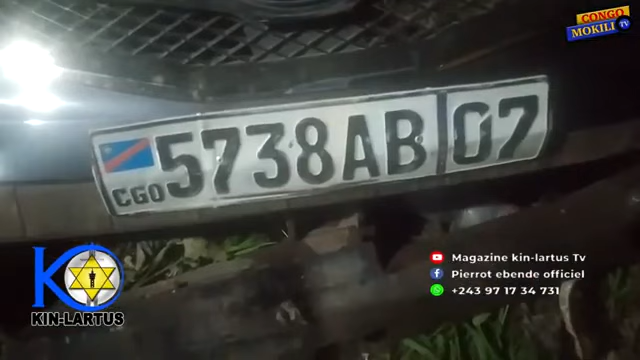 CONGO
MOKILI TV
CGO 5738AB 07
Magazine kin-lartus Tv
Pierrot ebende officiel
+243 97 17 34 731
K
KIN-LARTUS